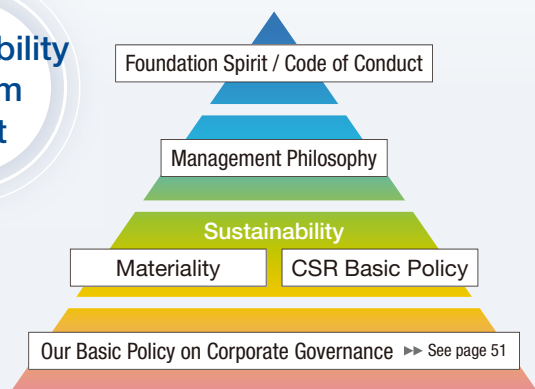 bility
m
t
Foundation Spirit / Code of Conduct
Management Philosophy
Sustainability
Materiality
CSR Basic Policy
Our Basic Policy on Corporate Governance ▶▶ See page 51